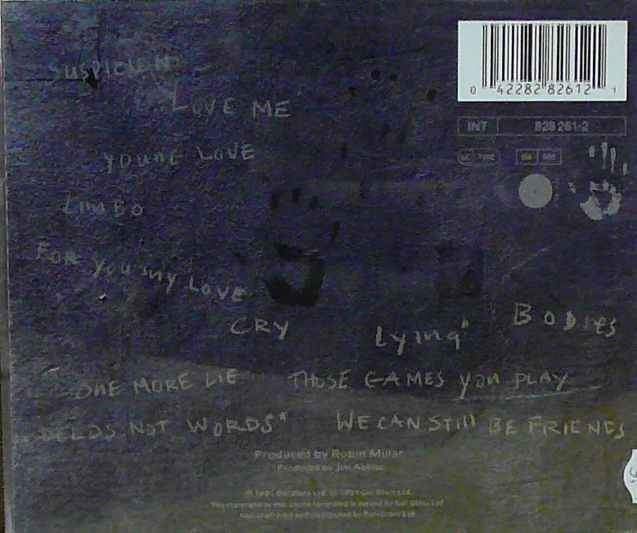 SUSPICION
LOVE ME
YOUNG LOVE
LIMBO
FOR YOU MY LOVE
CRY
Lying*
BODIES
ONE MORE LIE
THOSE GAMES YOU PLAY
DEEDS NOT WORDS*
WE CAN STILL BE FRIENDS
0 42282 82612 1
INT 828 261-2
Produced by Robin Millar